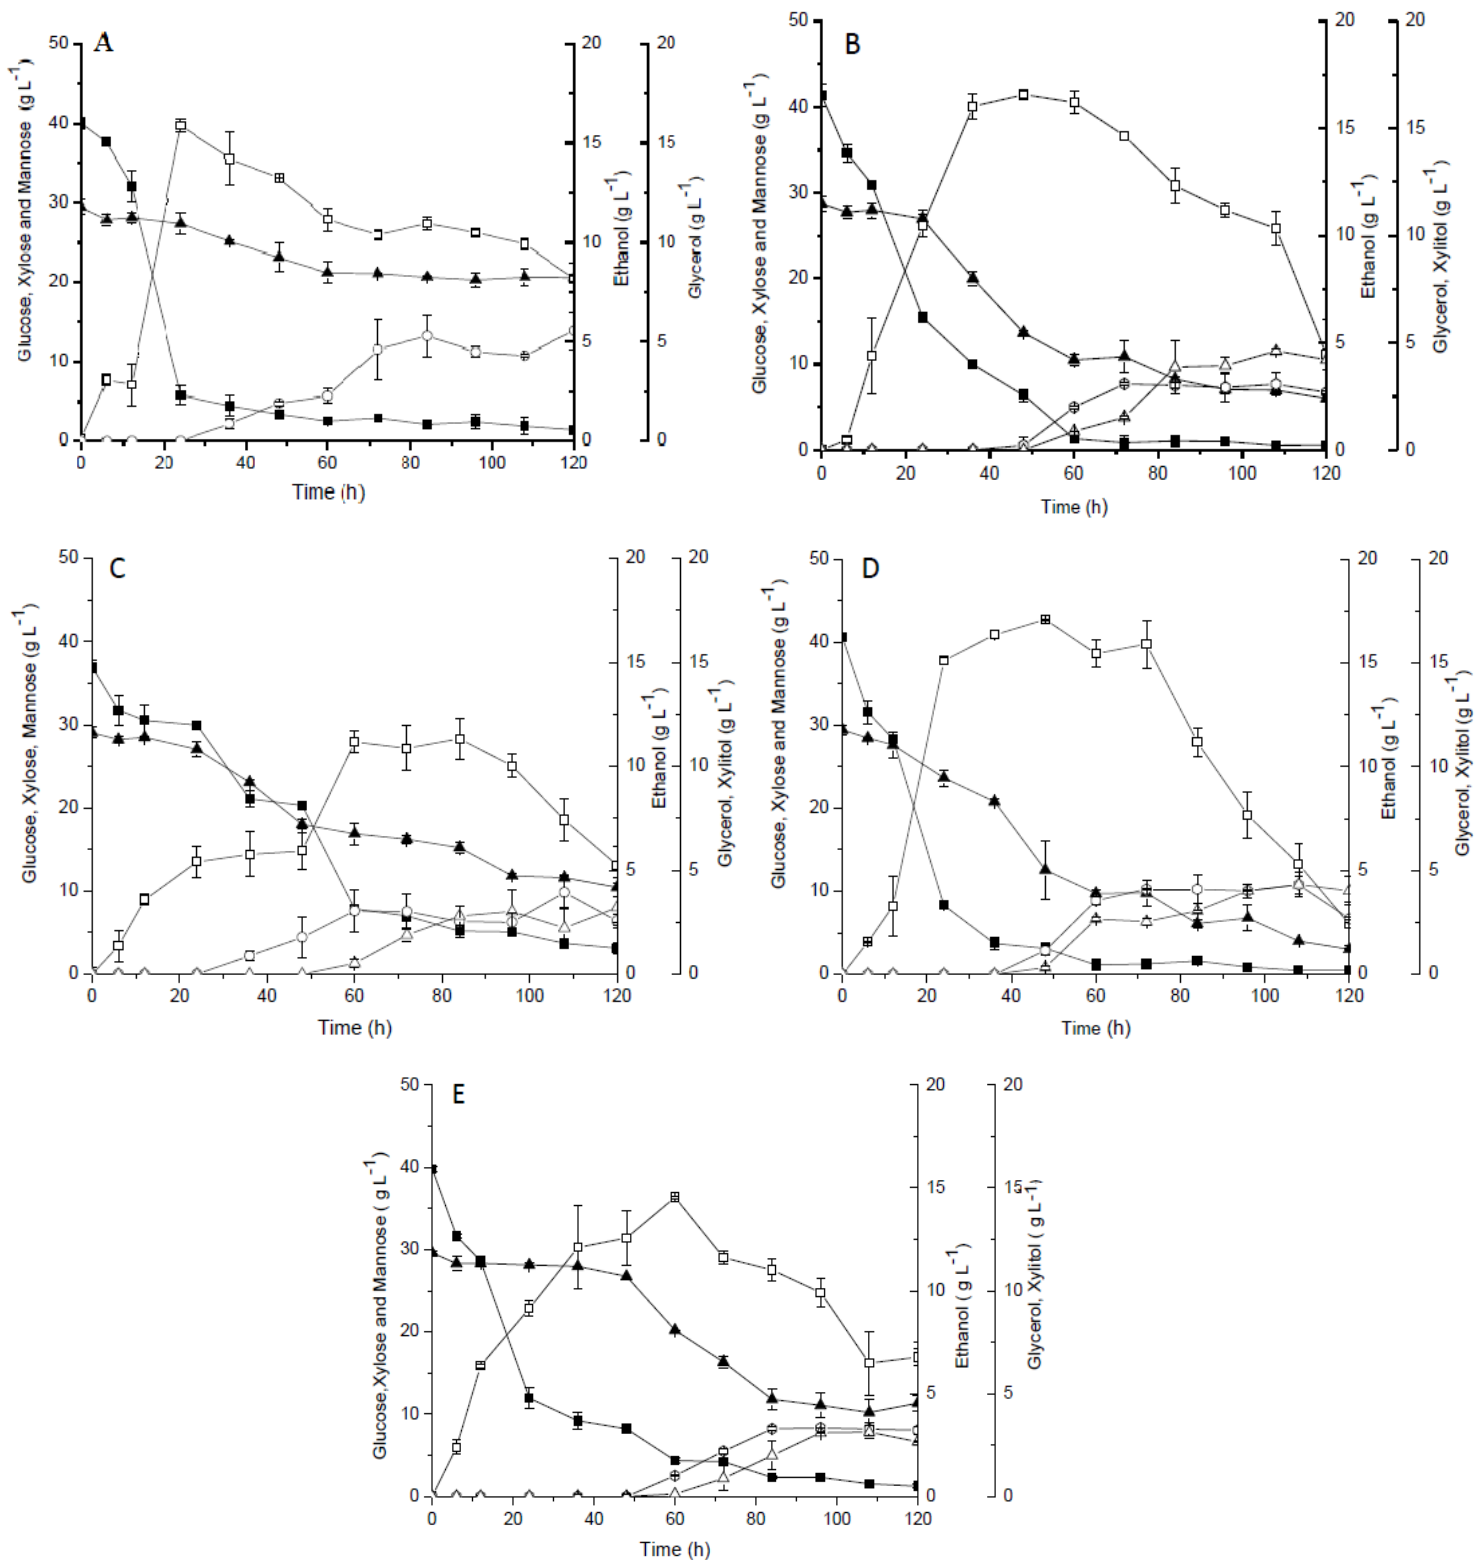 A
50
40
30
20
10
0
Glucose, Xylose and Mannose (g L-1)
0 20 40 60 80 100 120
Time (h)
20
15
10
5
0
Ethanol (g L-1)
20
15
10
5
0
Glycerol (g L-1)
B
50
40
30
20
10
0
Glucose, Xylose and Mannose (g L-1)
0 20 40 60 80 100 120
Time (h)
20
15
10
5
0
Ethanol (g L-1)
20
15
10
5
0
Glycerol, Xylitol (g L-1)
C
50
40
30
20
10
0
Glucose, Xylose, Mannose (g L-1)
0 20 40 60 80 100 120
Time (h)
20
15
10
5
0
Ethanol (g L-1)
20
15
10
5
0
Glycerol, Xylitol (g L-1)
D
50
40
30
20
10
0
Glucose, Xylose and Mannose (g L-1)
0 20 40 60 80 100 120
Time (h)
20
15
10
5
0
Ethanol (g L-1)
20
15
10
5
0
Glycerol, Xylitol (g L-1)
E
50
40
30
20
10
0
Glucose,Xylose and Mannose ( g L-1)
0 20 40 60 80 100 120
Time (h)
20
15
10
5
0
Ethanol ( g L-1)
20
15
10
5
0
Glycerol, Xylitol ( g L-1)